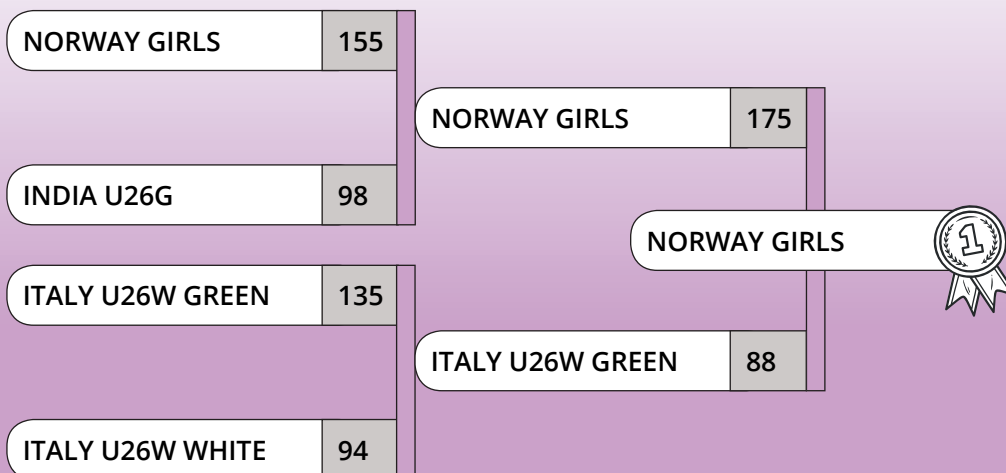 NORWAY GIRLS 155
INDIA U26G 98
ITALY U26W GREEN 135
ITALY U26W WHITE 94
NORWAY GIRLS 175
ITALY U26W GREEN 88
NORWAY GIRLS 1